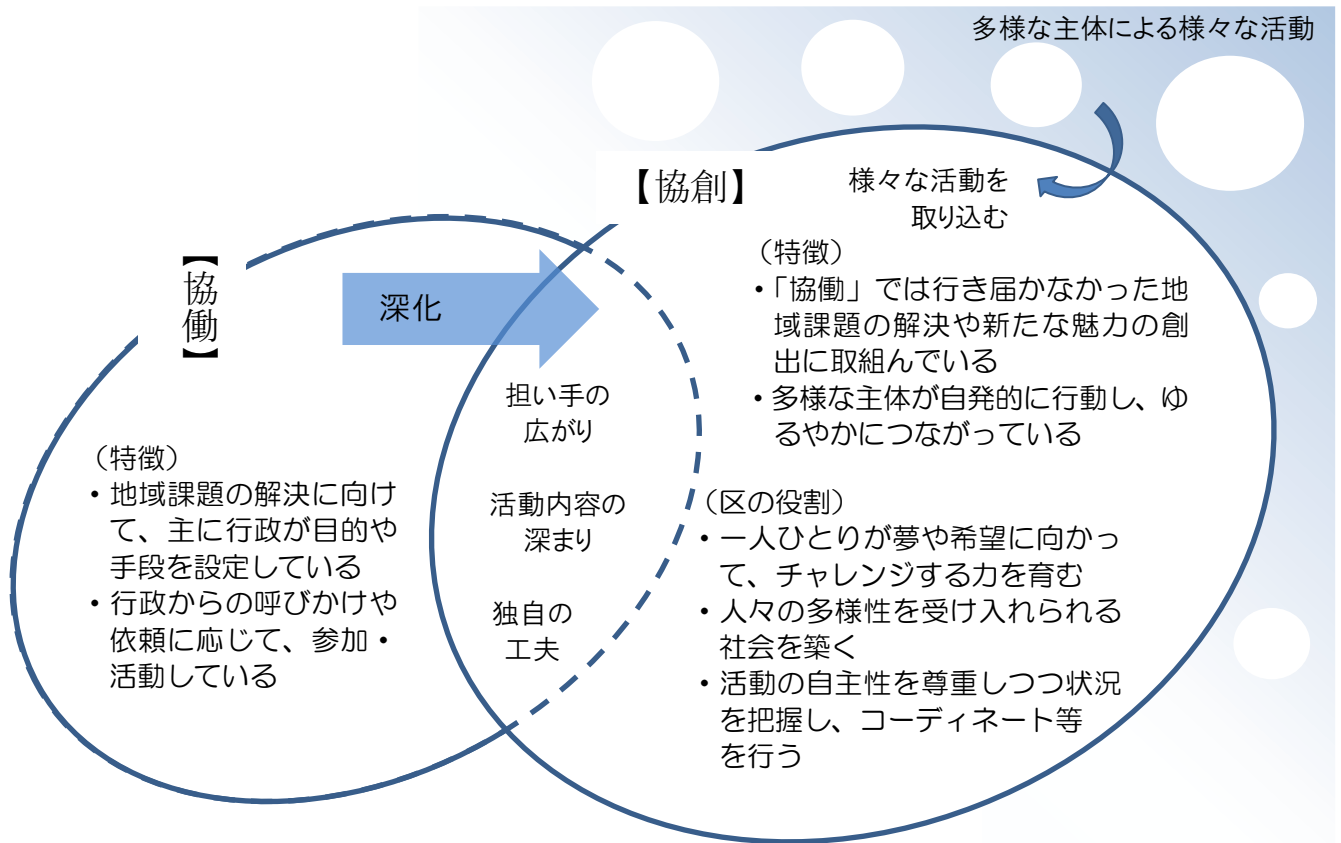 多様な主体による様々な活動
【協創】
様々な活動を
取り込む
（特徴）
・「協働」では行き届かなかった地
域課題の解決や新たな魅力の創
出に取組んでいる
・多様な主体が自発的に行動し、ゆ
るやかにつながっている
（区の役割）
・一人ひとりが夢や希望に向かっ
て、チャレンジする力を育む
・人々の多様性を受け入れられる
社会を築く
・活動の自主性を尊重しつつ状況
を把握し、コーディネート等
を行う
【協働】
深化
（特徴）
・地域課題の解決に向け
て、主に行政が目的や
手段を設定している
・行政からの呼びかけや
依頼に応じて、参加・
活動している
担い手の
広がり
活動内容の
深まり
独自の
工夫